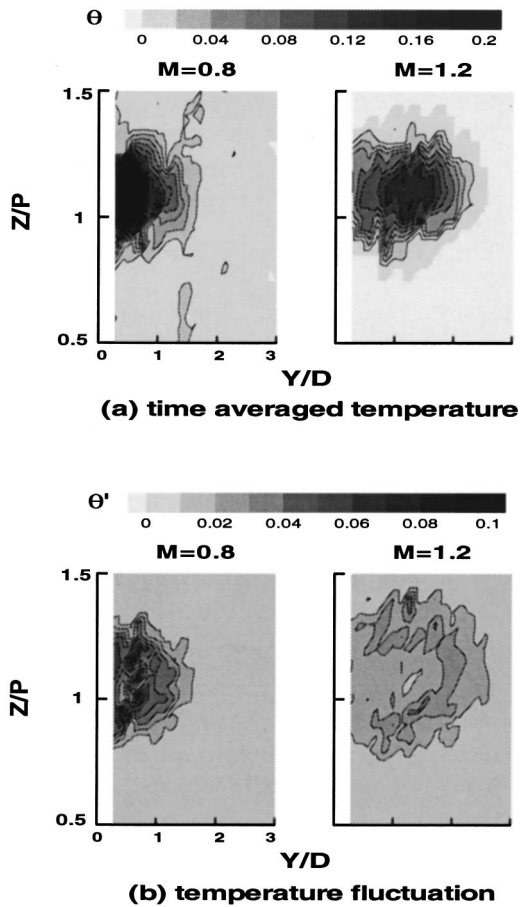 θ
0 0.04 0.08 0.12 0.16 0.2
M=0.8 M=1.2
1.5
Z/P
1
0.5
0 1 2 3
Y/D
(a) time averaged temperature
θ'
0 0.02 0.04 0.06 0.08 0.1
M=0.8 M=1.2
1.5
Z/P
1
0.5
0 1 2 3
Y/D
(b) temperature fluctuation